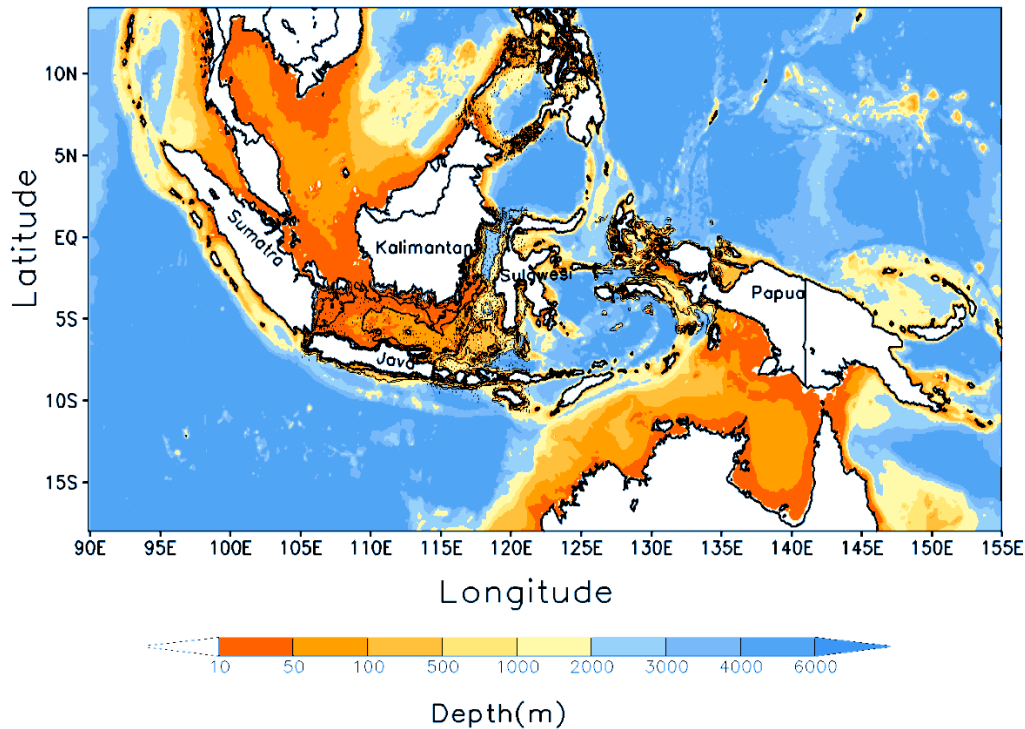 10N
5N
EQ
5S
10S
15S
Latitude
Sumatra
Kalimantan
Sulawesi
Papua
Java
90E 95E 100E 105E 110E 115E 120E 125E 130E 135E 140E 145E 150E 155E
Longitude
10 50 100 500 1000 2000 3000 4000 6000
Depth(m)